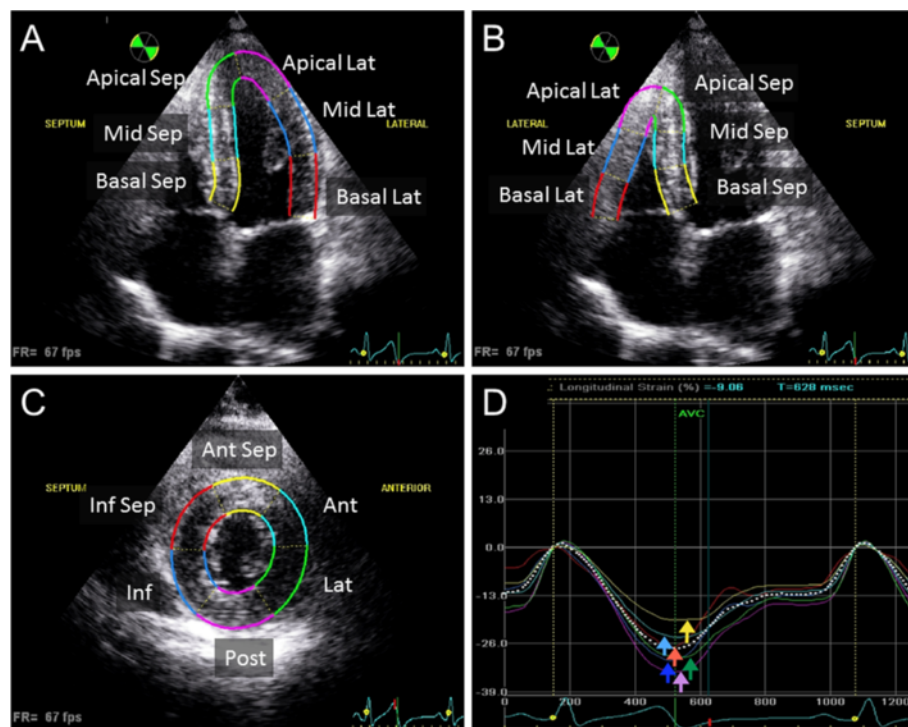 A
Apical Sep
Apical Lat
SEPTUM
Mid Lat
LATERAL
Mid Sep
Basal Sep
Basal Lat
FR= 67 fps
B
Apical Lat
Apical Sep
LATERAL
Mid Sep
SEPTUM
Mid Lat
Basal Lat
Basal Sep
FR= 67 fps
C
Ant Sep
SEPTUM
ANTERIOR
Inf Sep
Ant
Inf
Lat
Post
FR= 67 fps
D
Longitudinal Strain (%) =-9.06 T=628 msec
AVC
26.0
13.0
0.0
-13.0
-26.0
-39.0
0 200 400 600 800 1000 1200